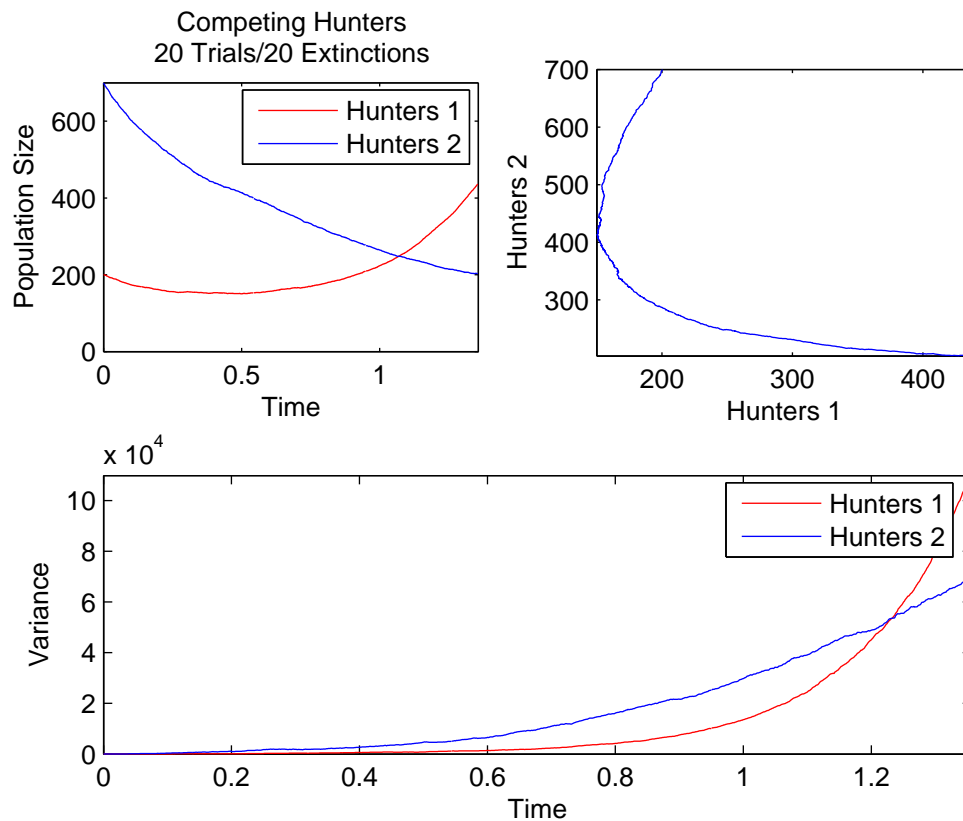 Competing Hunters
20 Trials/20 Extinctions
Population Size
600
400
200
0
Hunters 1
Hunters 2
0
0.5
1
Time
Hunters 2
700
600
500
400
300
200
300
400
Hunters 1
x 10^4
Variance
10
8
6
4
2
0
Hunters 1
Hunters 2
0
0.2
0.4
0.6
0.8
1
1.2
Time